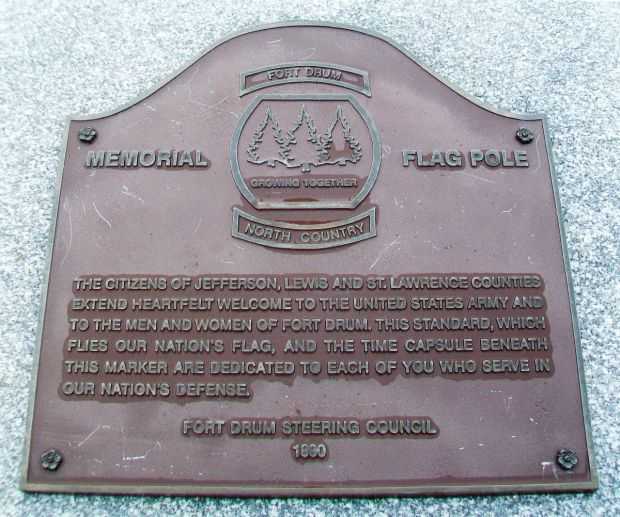 FORT DRUM
MEMORIAL FLAG POLE
GROWING TOGETHER
NORTH COUNTRY
THE CITIZENS OF JEFFERSON, LEWIS AND ST. LAWRENCE COUNTIES
EXTEND HEARTFELT WELCOME TO THE UNITED STATES ARMY AND
TO THE MEN AND WOMEN OF FORT DRUM. THIS STANDARD, WHICH
FLIES OUR NATION'S FLAG, AND THE TIME CAPSULE BENEATH
THIS MARKER ARE DEDICATED TO EACH OF YOU WHO SERVE IN
OUR NATION'S DEFENSE.
FORT DRUM STEERING COUNCIL
1990